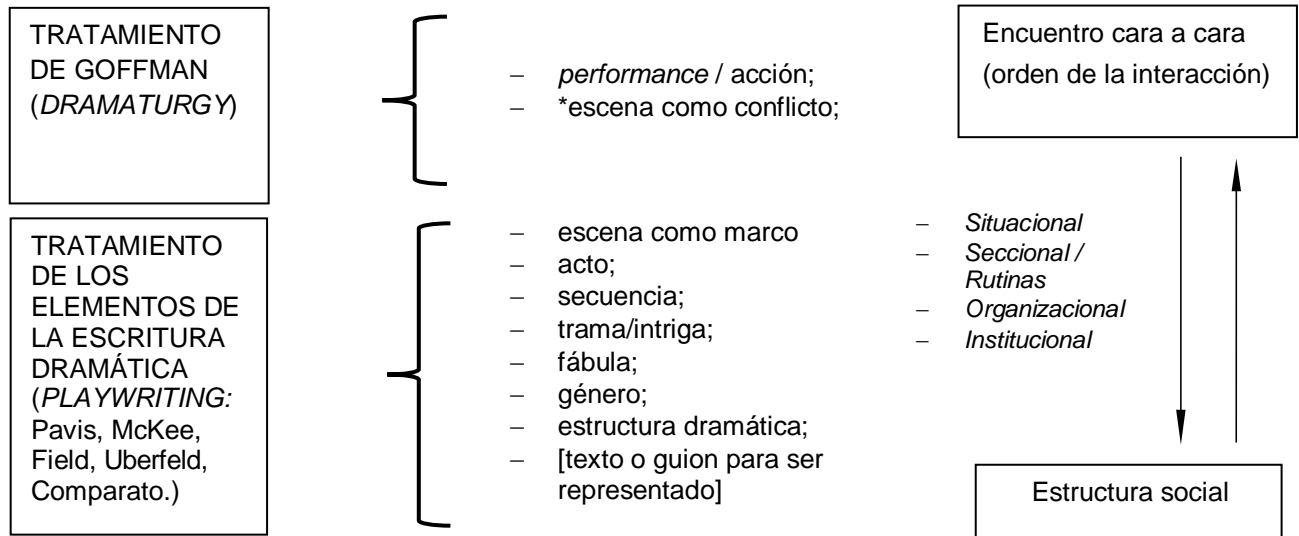 TRATAMIENTO
DE GOFFMAN
(DRAMATURGY)
– performance / acción;
– *escena como conflicto;
Encuentro cara a cara
(orden de la interacción)
TRATAMIENTO
DE LOS
ELEMENTOS DE
LA ESCRITURA
DRAMÁTICA
(PLAYWRITING:
Pavis, McKee,
Field, Uberfeld,
Comparato.)
– escena como marco
– acto;
– secuencia;
– trama/intriga;
– fábula;
– género;
– estructura dramática;
– [texto o guion para ser
representado]
– Situacional
– Seccional /
Rutinas
– Organizacional
– Institucional
Estructura social